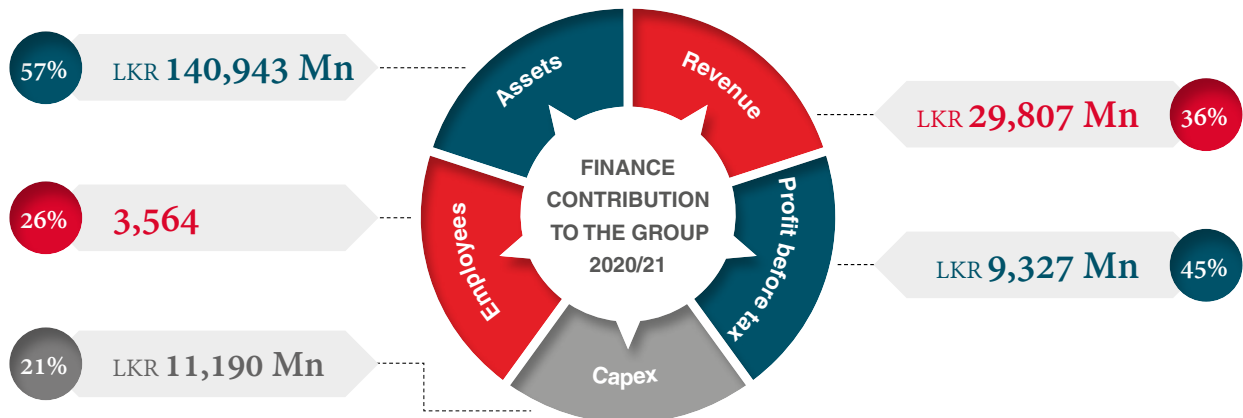 57%
LKR 140,943 Mn
26%
3,564
21%
LKR 11,190 Mn
Assets
Revenue
Employees
Profit before tax
Capex
FINANCE
CONTRIBUTION
TO THE GROUP
2020/21
LKR 29,807 Mn
36%
LKR 9,327 Mn
45%